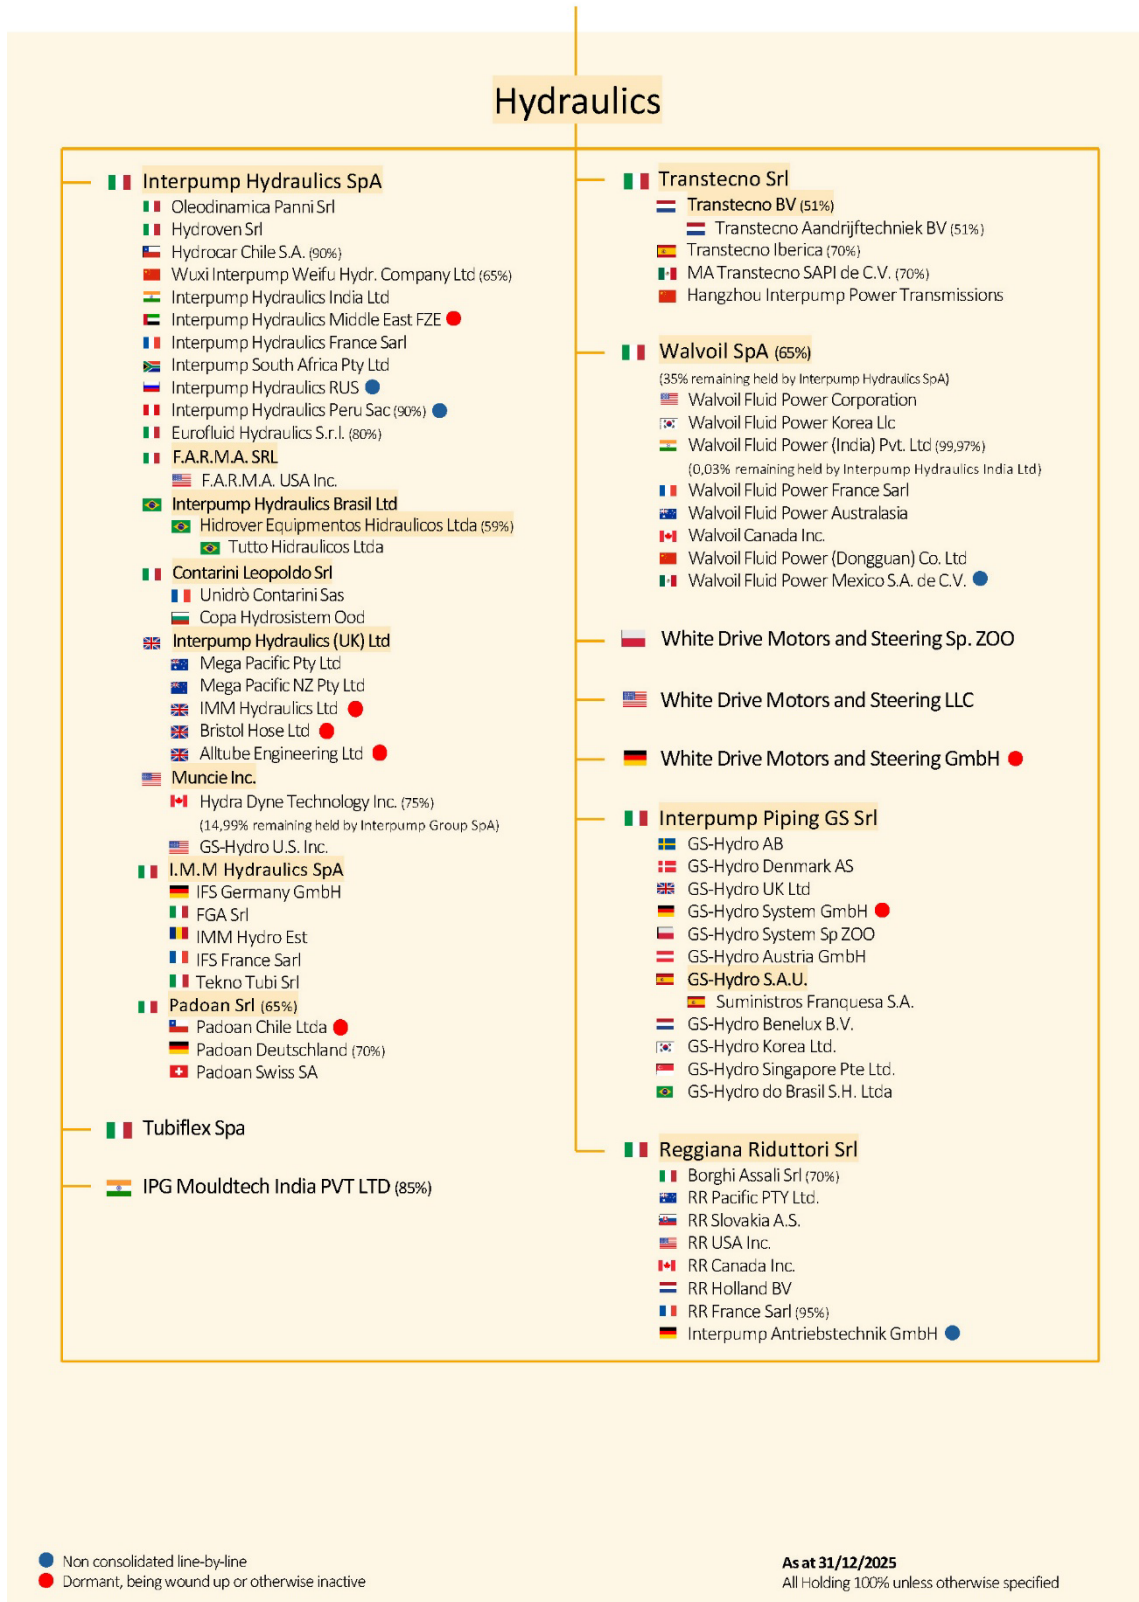 Hydraulics
Interpump Hydraulics SpA
Oleodinamica Panni Srl
Hydroven Srl
Hydrocar Chile S.A. (90%)
Wuxi Interpump Weifu Hydr. Company Ltd (65%)
Interpump Hydraulics India Ltd
Interpump Hydraulics Middle East FZE
Interpump Hydraulics France Sarl
Interpump South Africa Pty Ltd
Interpump Hydraulics RUS
Interpump Hydraulics Peru Sac (90%)
Eurofluid Hydraulics S.r.l. (80%)
F.A.R.M.A. SRL
F.A.R.M.A. USA Inc.
Interpump Hydraulics Brasil Ltd
Hidrover Equipmentos Hidraulicos Ltda (59%)
Tutto Hidraulicos Ltda
Contarini Leopoldo Srl
Unidrò Contarini Sas
Copa Hydrosistem Ood
Interpump Hydraulics (UK) Ltd
Mega Pacific Pty Ltd
Mega Pacific NZ Pty Ltd
IMM Hydraulics Ltd
Bristol Hose Ltd
Alltube Engineering Ltd
Muncie Inc.
Hydra Dyne Technology Inc. (75%)
(14,99% remaining held by Interpump Group SpA)
GS-Hydro U.S. Inc.
I.M.M Hydraulics SpA
IFS Germany GmbH
FGA Srl
IMM Hydro Est
IFS France Sarl
Tekno Tubi Srl
Padoan Srl (65%)
Padoan Chile Ltda
Padoan Deutschland (70%)
Padoan Swiss SA
Tubiflex Spa
IPG Mouldtech India PVT LTD (85%)
Transtecno Srl
Transtecno BV (51%)
Transtecno Aandrijftechniek BV (51%)
Transtecno Iberica (70%)
MA Transtecno SAPI de C.V. (70%)
Hangzhou Interpump Power Transmissions
Walvoil SpA (65%)
(35% remaining held by Interpump Hydraulics SpA)
Walvoil Fluid Power Corporation
Walvoil Fluid Power Korea Llc
Walvoil Fluid Power (India) Pvt. Ltd (99,97%)
(0,03% remaining held by Interpump Hydraulics India Ltd)
Walvoil Fluid Power France Sarl
Walvoil Fluid Power Australasia
Walvoil Canada Inc.
Walvoil Fluid Power (Dongguan) Co. Ltd
Walvoil Fluid Power Mexico S.A. de C.V.
White Drive Motors and Steering Sp. ZOO
White Drive Motors and Steering LLC
White Drive Motors and Steering GmbH
Interpump Piping GS Srl
GS-Hydro AB
GS-Hydro Denmark AS
GS-Hydro UK Ltd
GS-Hydro System GmbH
GS-Hydro System Sp ZOO
GS-Hydro Austria GmbH
GS-Hydro S.A.U.
Suministros Franquesa S.A.
GS-Hydro Benelux B.V.
GS-Hydro Korea Ltd.
GS-Hydro Singapore Pte Ltd.
GS-Hydro do Brasil S.H. Ltda
Reggiana Riduttori Srl
Borghi Assali Srl (70%)
RR Pacific PTY Ltd.
RR Slovakia A.S.
RR USA Inc.
RR Canada Inc.
RR Holland BV
RR France Sarl (95%)
Interpump Antriebstechnik GmbH
Non consolidated line-by-line
Dormant, being wound up or otherwise inactive
As at 31/12/2025
All Holding 100% unless otherwise specified